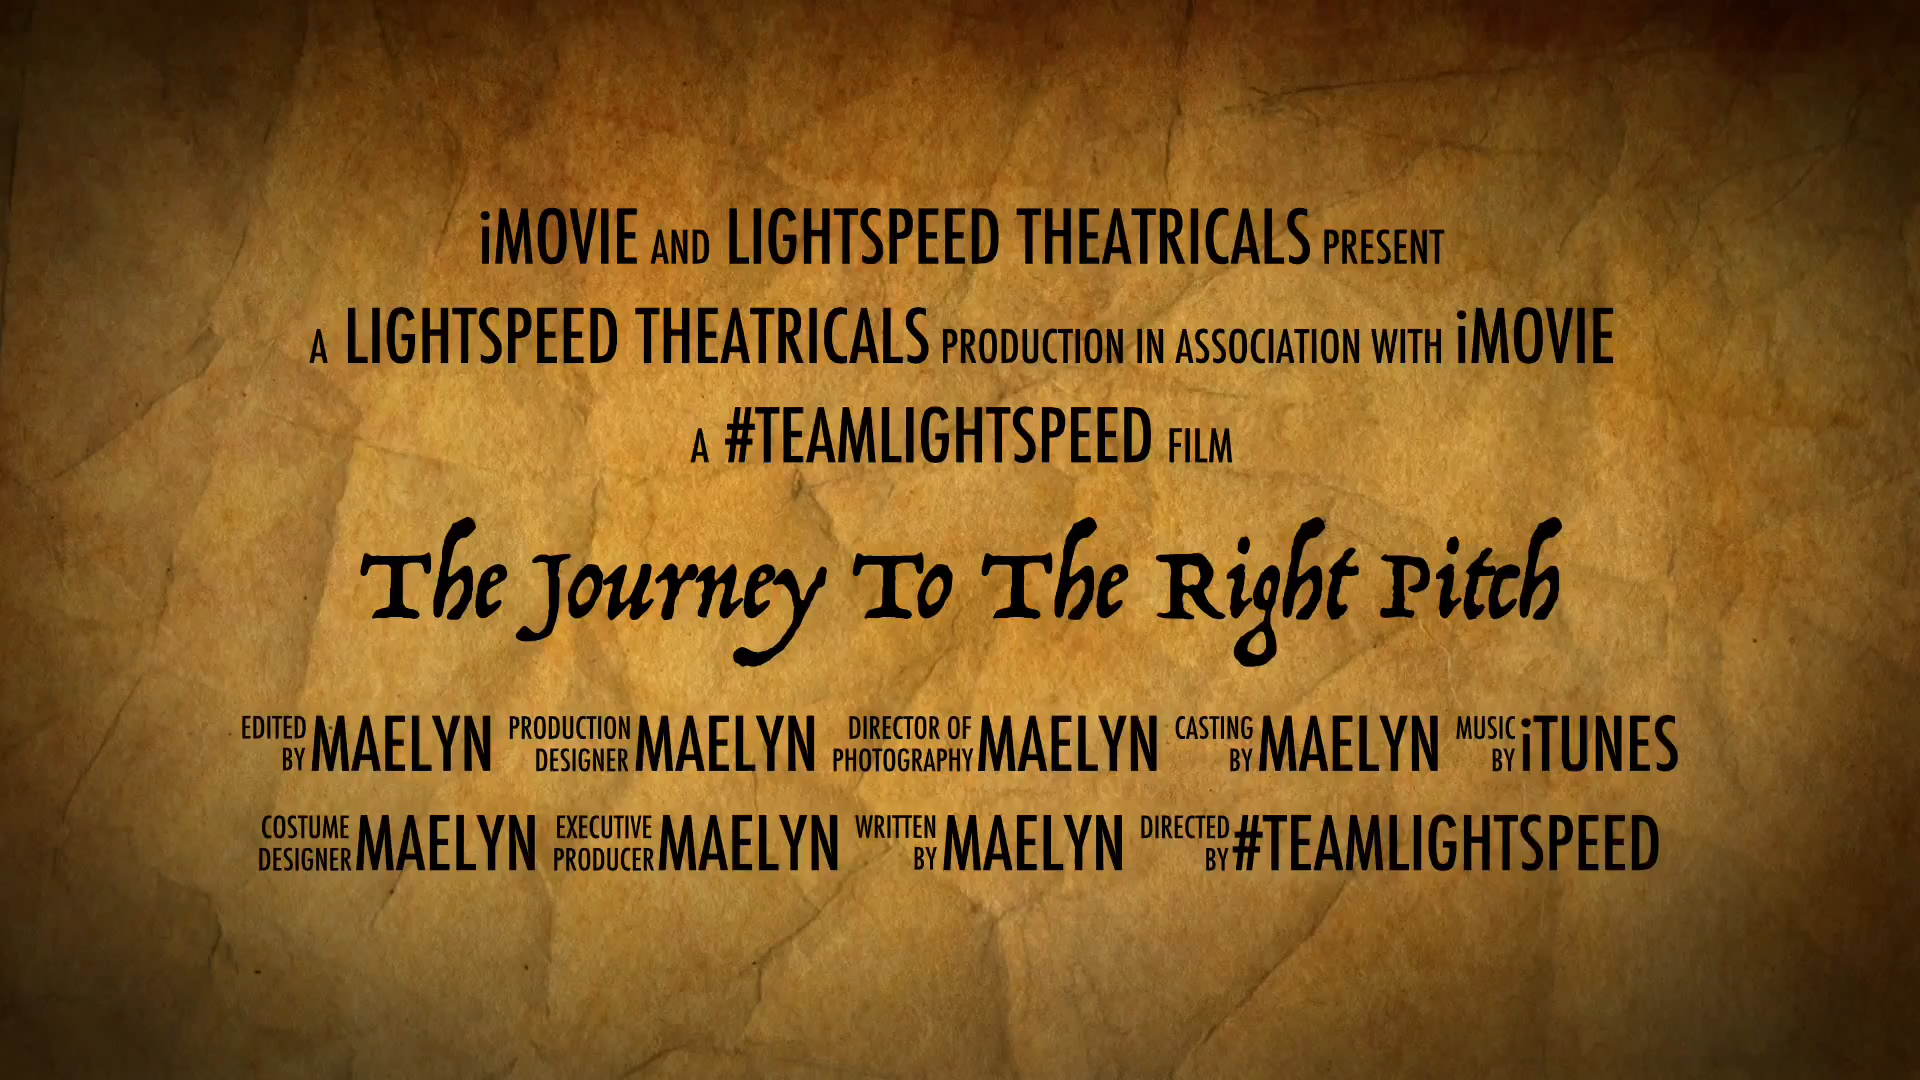 iMOVIE AND LIGHTSPEED THEATRICALS PRESENT
A LIGHTSPEED THEATRICALS PRODUCTION IN ASSOCIATION WITH iMOVIE
A #TEAMLIGHTSPEED FILM
The Journey To The Right Pitch
EDITED BY MAELYN PRODUCTION DESIGNER MAELYN DIRECTOR OF PHOTOGRAPHY MAELYN CASTING BY MAELYN MUSIC BY iTUNES
COSTUME DESIGNER MAELYN EXECUTIVE PRODUCER MAELYN WRITTEN BY MAELYN DIRECTED BY #TEAMLIGHTSPEED